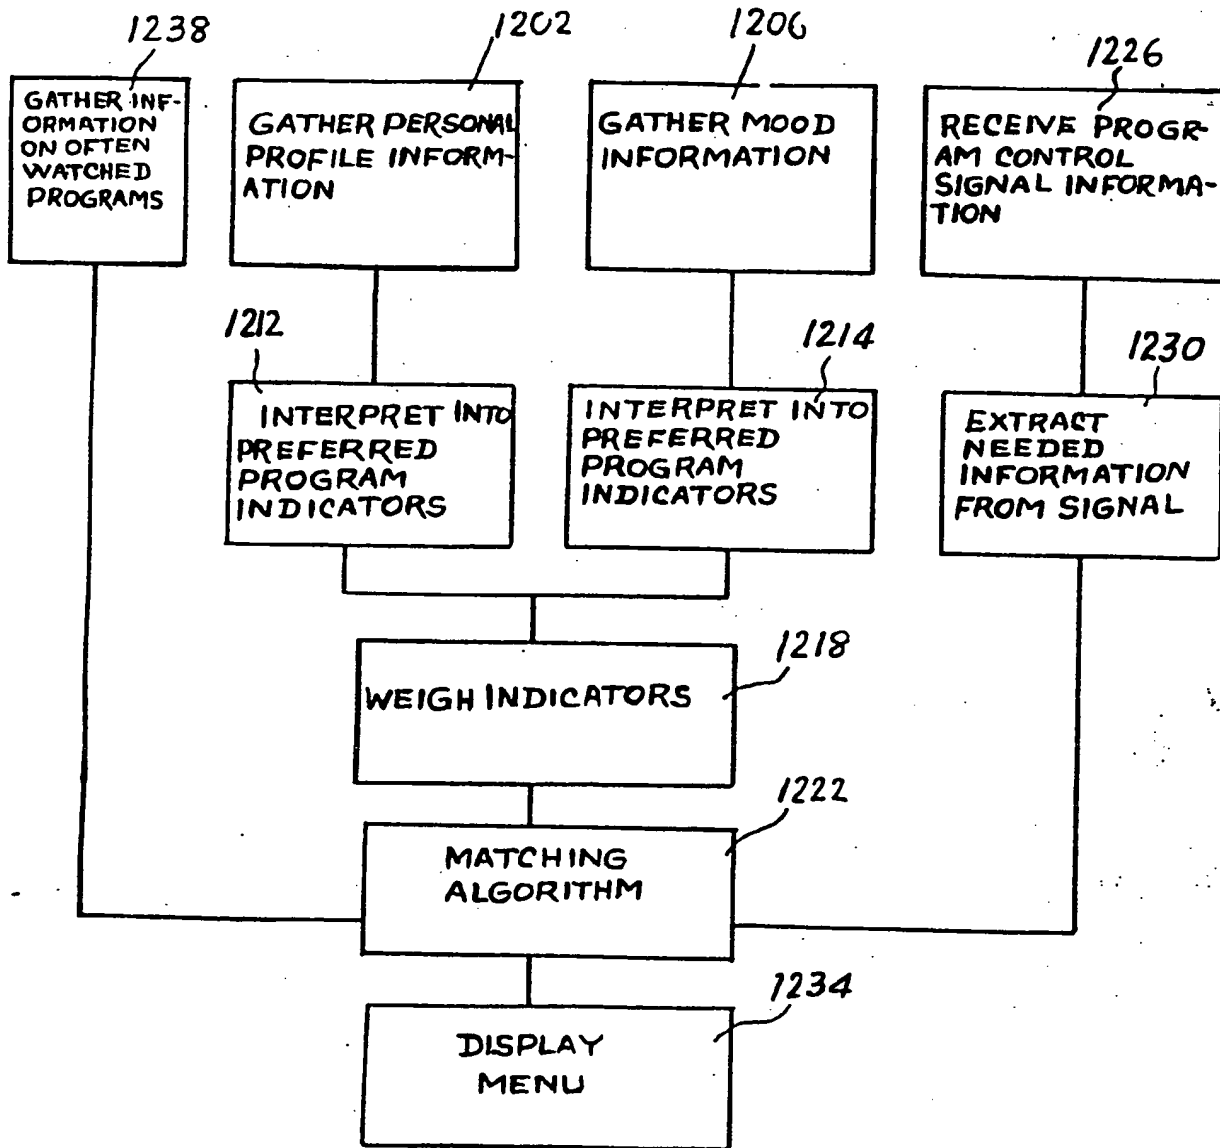 1238
1202
1206
1226
GATHER INF-
ORMATION
ON OFTEN
WATCHED
PROGRAMS
GATHER PERSONAL
PROFILE INFORM-
ATION
GATHER MOOD
INFORMATION
RECEIVE PROGR-
AM CONTROL
SIGNAL INFORMA-
TION
1212
1214
1230
INTERPRET INTO
PREFERRED
PROGRAM
INDICATORS
INTERPRET INTO
PREFERRED
PROGRAM
INDICATORS
EXTRACT
NEEDED
INFORMATION
FROM SIGNAL
1218
WEIGH INDICATORS
1222
MATCHING
ALGORITHM
1234
DISPLAY
MENU